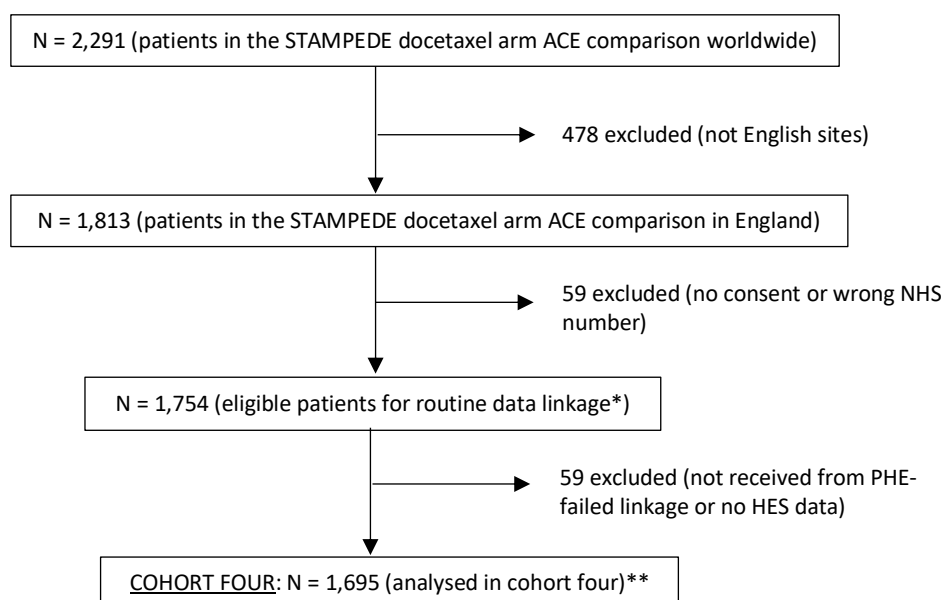 N = 2,291 (patients in the STAMPEDE docetaxel arm ACE comparison worldwide)
478 excluded (not English sites)
N = 1,813 (patients in the STAMPEDE docetaxel arm ACE comparison in England)
59 excluded (no consent or wrong NHS
number)
N = 1,754 (eligible patients for routine data linkage*)
59 excluded (not received from PHE-
failed linkage or no HES data)
COHORT FOUR: N = 1,695 (analysed in cohort four)**